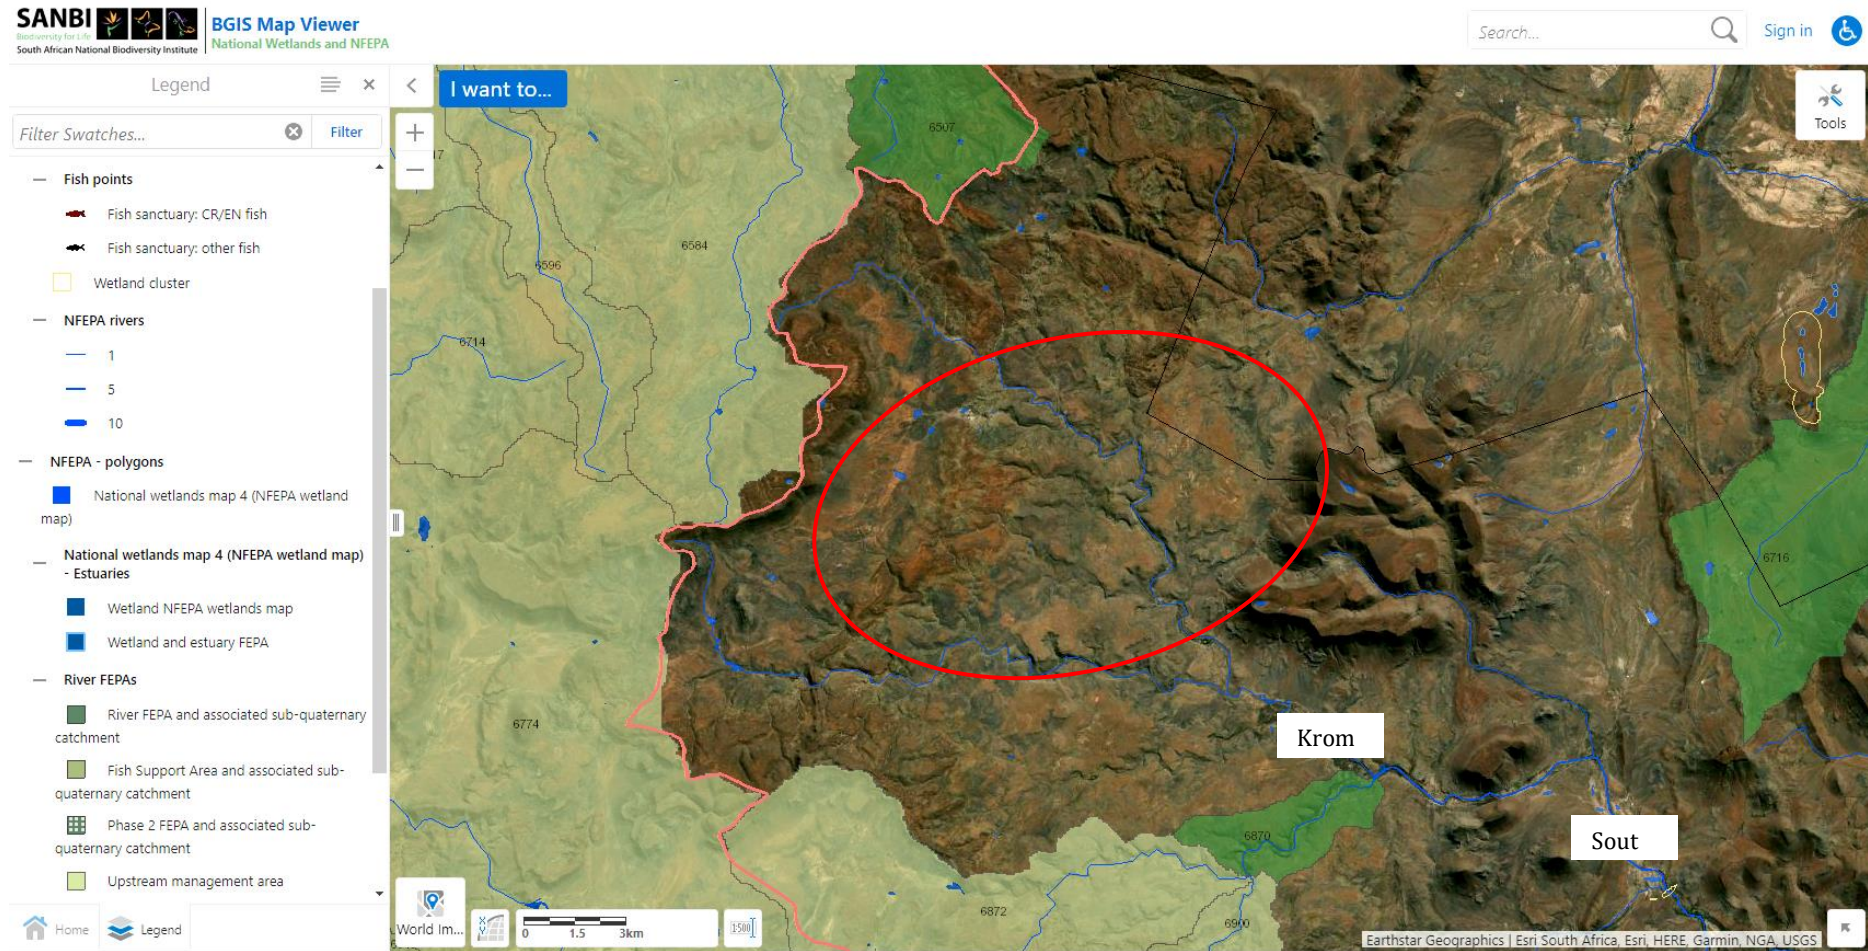 SANBI
Biodiversity for Life
South African National Biodiversity Institute
BGIS Map Viewer
National Wetlands and NFEPA
Search...
Sign in
Legend
Filter Swatches...
Filter
Fish points
Fish sanctuary: CR/EN fish
Fish sanctuary: other fish
Wetland cluster
NFEPA rivers
1
5
10
NFEPA - polygons
National wetlands map 4 (NFEPA wetland
map)
National wetlands map 4 (NFEPA wetland map)
- Estuaries
Wetland NFEPA wetlands map
Wetland and estuary FEPA
River FEPAs
River FEPA and associated sub-quaternary
catchment
Fish Support Area and associated sub-
quaternary catchment
Phase 2 FEPA and associated sub-
quaternary catchment
Upstream management area
Home
Legend
I want to...
Tools
17
6507
6584
6596
6714
6716
6774
Krom
6870
Sout
6872
6900
World Im...
0 1.5 3km
1:500
Earthstar Geographics | Esri South Africa, Esri, HERE, Garmin, NGA, USGS